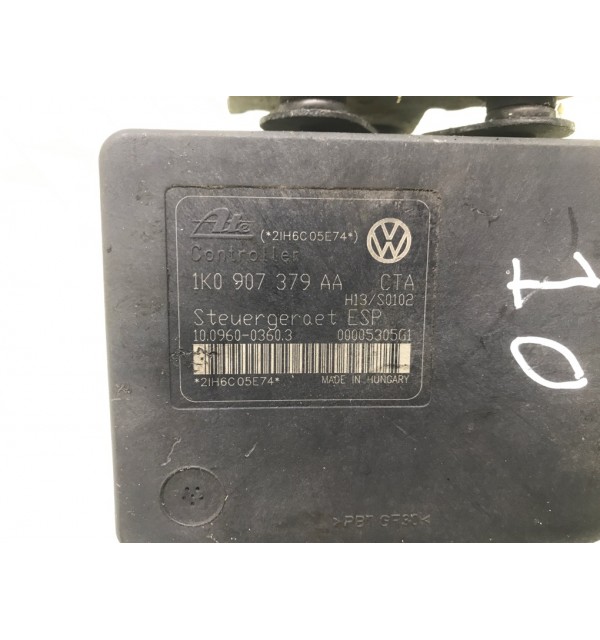 Ate (*2IH6C05E74*)
Controller
1K0 907 379 AA CTA
H13/S0102
Steuergeraet ESP
10.0960-0360.3 00005305G1
*2IH6C05E74* MADE IN HUNGARY
>PBT GF30<
10